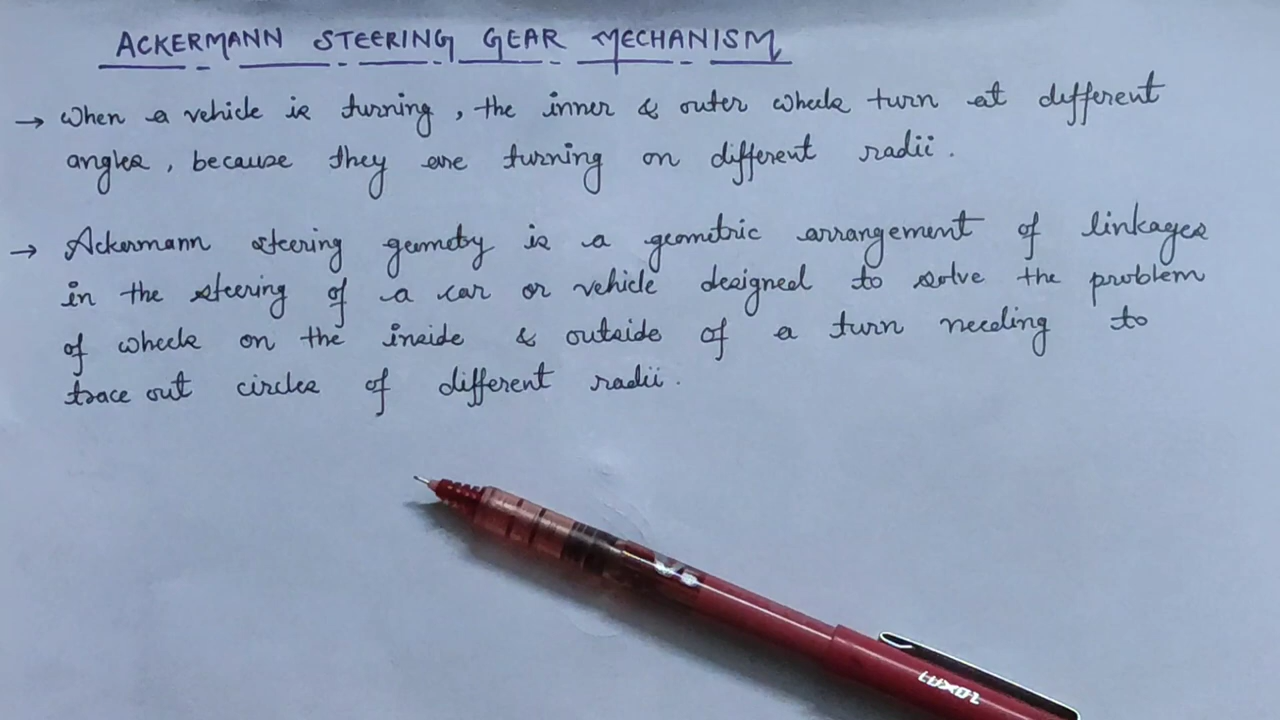 ACKERMANN STEERING GEAR MECHANISM
→ When a vehicle is turning, the inner & outer wheels turn at different
angles, because they are turning on different radii.
→ Ackermann steering geometry is a geometric arrangement of linkages
in the steering of a car or vehicle designed to solve the problem
of wheels on the inside & outside of a turn needing to
trace out circles of different radii.
V5
LUXOR